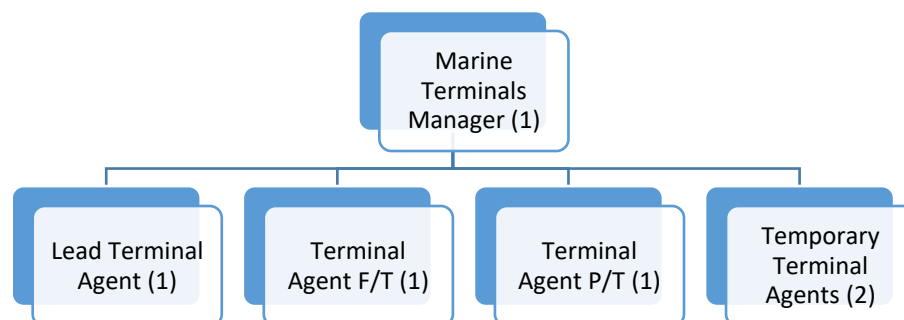 Marine
Terminals
Manager (1)
Lead Terminal
Agent (1)
Terminal
Agent F/T (1)
Terminal
Agent P/T (1)
Temporary
Terminal
Agents (2)